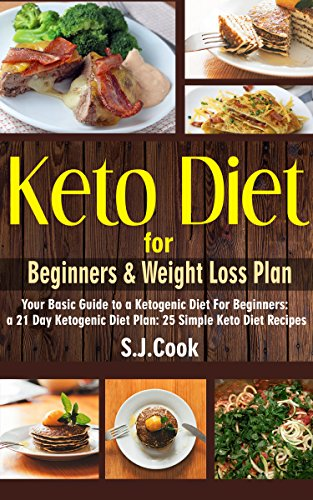 Keto Diet
for
Beginners & Weight Loss Plan
Your Basic Guide to a Ketogenic Diet For Beginners:
a 21 Day Ketogenic Diet Plan: 25 Simple Keto Diet Recipes
S.J.Cook